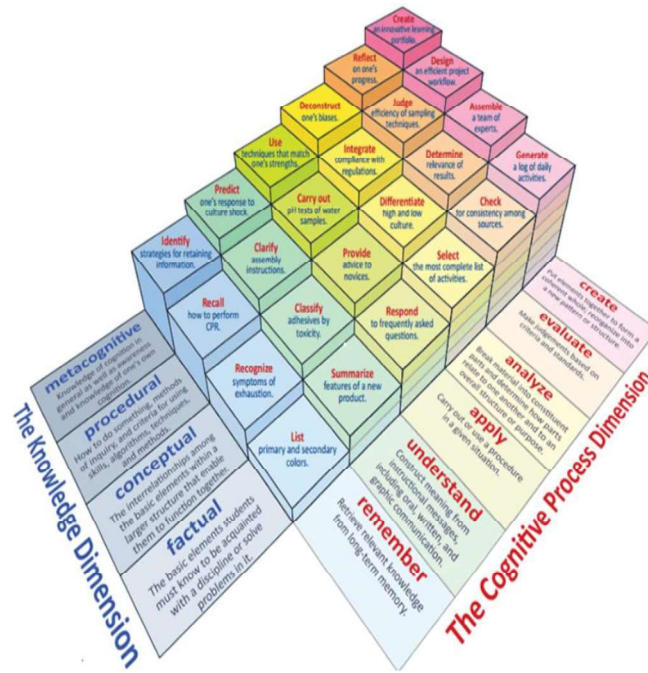 Create
an innovative learning
portfolio.
Reflect
on one's
progress.
Design
an efficient project
workflow.
Deconstruct
one's biases.
Judge
efficiency of sampling
techniques.
Assemble
a team of
experts.
Use
techniques that match
one's strengths.
Integrate
compliance with
regulations.
Determine
relevance of
results.
Generate
a log of daily
activities.
Predict
one's response to
culture shock.
Carry out
pH tests of water
samples.
Differentiate
high and low
culture.
Check
for consistency among
sources.
Identify
strategies for retaining
information.
Clarify
assembly
instructions.
Provide
advice to
novices.
Select
the most complete list
of activities.
Recall
how to perform
CPR.
Classify
adhesives by
toxicity.
Respond
to frequently asked
questions.
Recognize
symptoms of
exhaustion.
Summarize
features of a new
product.
List
primary and secondary
colors.
The Knowledge Dimension
metacognitive
Knowledge of cognition in
general as well as awareness
and knowledge of one's own
cognition.
procedural
How to do something, methods
of inquiry, and criteria for using
skills, algorithms, techniques,
and methods.
conceptual
The interrelationships among
the basic elements within a
larger structure that enable
them to function together.
factual
The basic elements students
must know to be acquainted
with a discipline or solve
problems in it.
The Cognitive Process Dimension
create
Put elements together to form a
coherent whole; reorganize into
a new pattern or structure.
evaluate
Make judgements based on
criteria and standards.
analyze
Break material into constituent
parts and determine how parts
relate to one another and to an
overall structure or purpose.
apply
Carry out or use a procedure
in a given situation.
understand
Construct meaning from
instructional messages,
including oral, written, and
graphic communication.
remember
Retrieve relevant knowledge
from long-term memory.